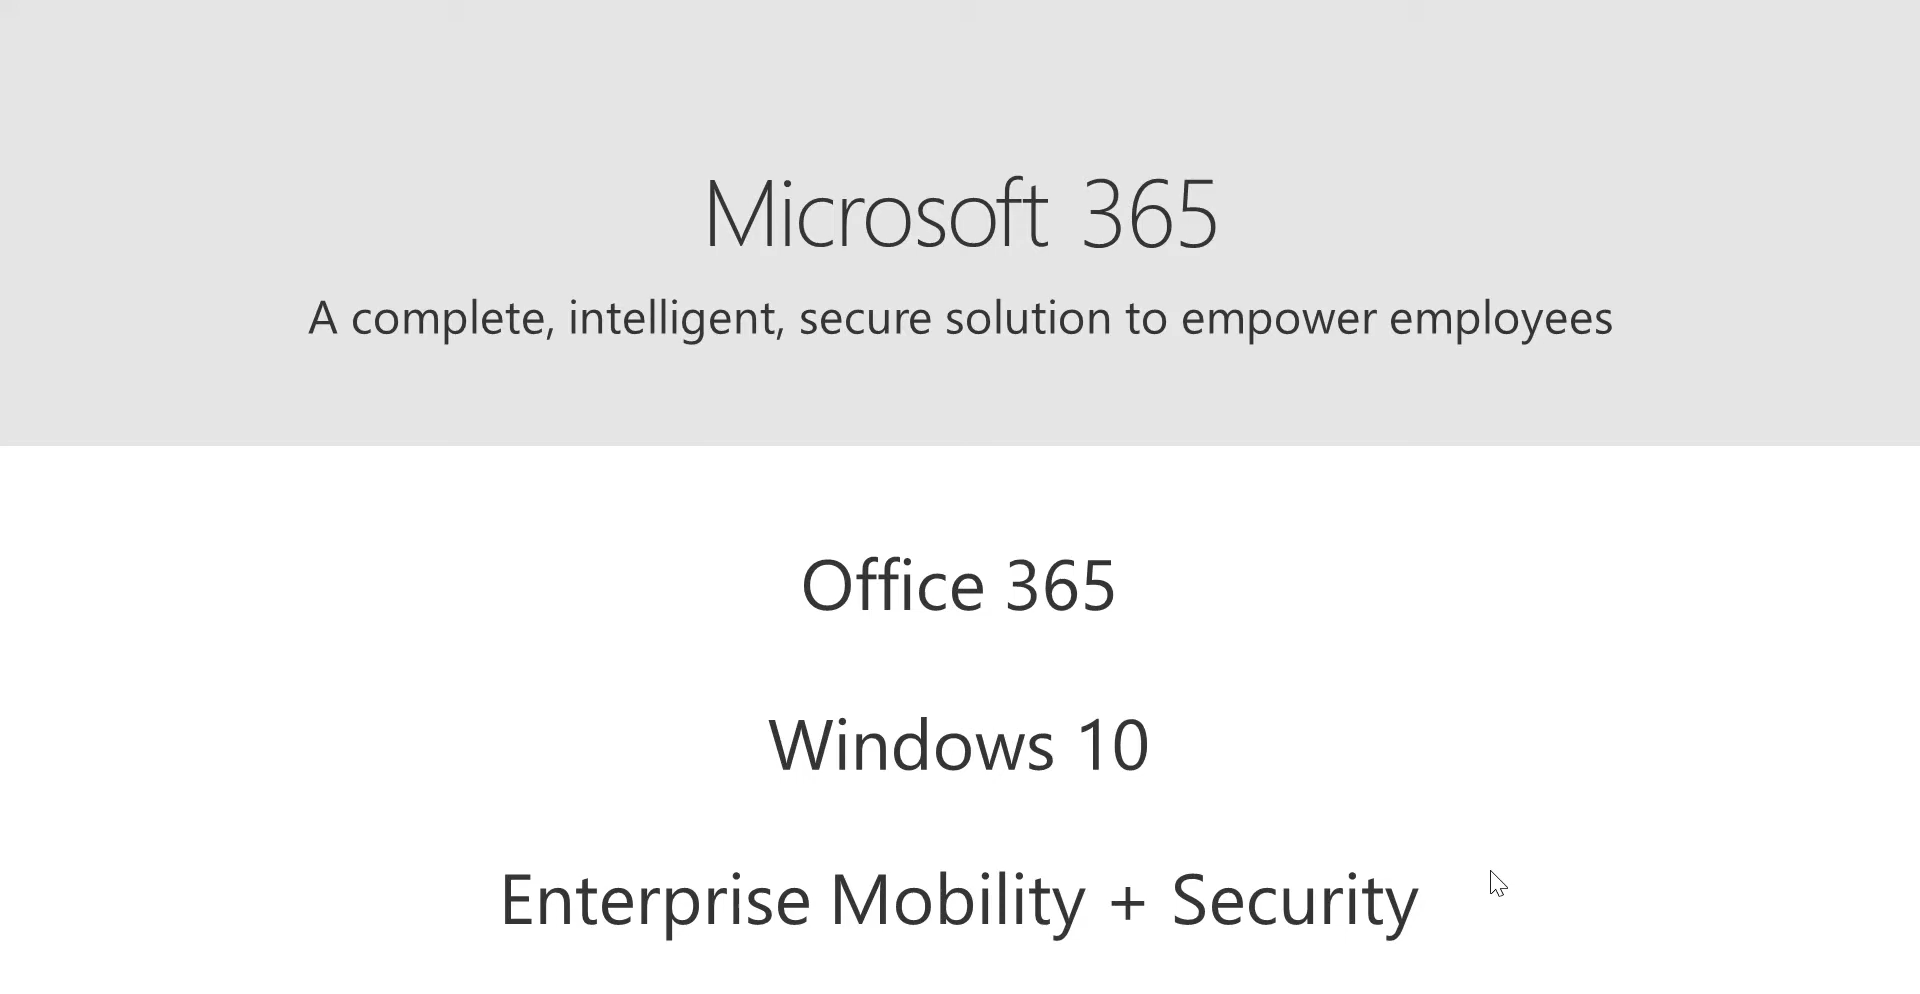 Microsoft 365
A complete, intelligent, secure solution to empower employees
Office 365
Windows 10
Enterprise Mobility + Security